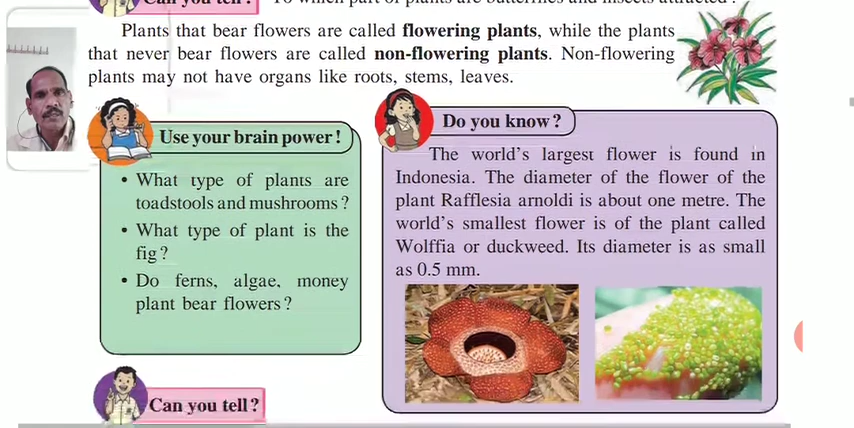 Can you tell? To which part of plants are butterflies and insects attracted?
Plants that bear flowers are called flowering plants, while the plants
that never bear flowers are called non-flowering plants. Non-flowering
plants may not have organs like roots, stems, leaves.
Use your brain power !
• What type of plants are
toadstools and mushrooms ?
• What type of plant is the
fig ?
• Do ferns, algae, money
plant bear flowers ?
Do you know ?
The world's largest flower is found in
Indonesia. The diameter of the flower of the
plant Rafflesia arnoldi is about one metre. The
world's smallest flower is of the plant called
Wolffia or duckweed. Its diameter is as small
as 0.5 mm.
Can you tell?